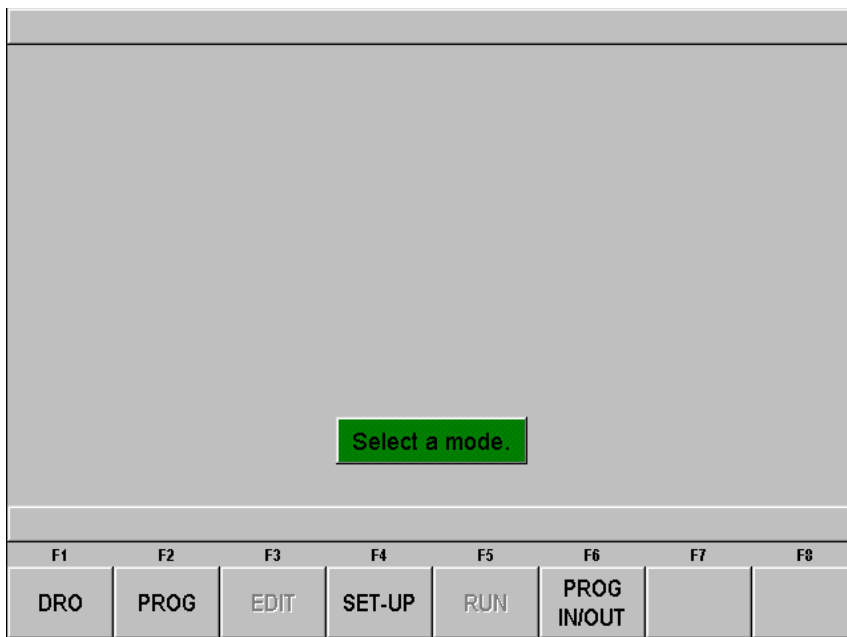 Select a mode.
F1 F2 F3 F4 F5 F6 F7 F8
DRO PROG EDIT SET-UP RUN PROG IN/OUT